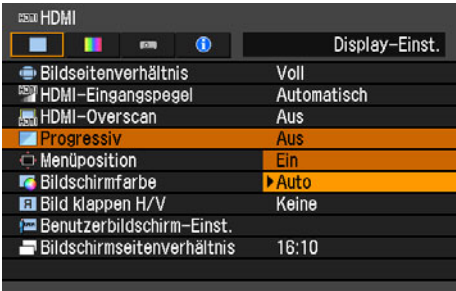 HDMI HDMI
Display-Einst.
Bildseitenverhältnis Voll
HDMI-Eingangspegel Automatisch
HDMI-Overscan Aus
Progressiv Aus
Menüposition Ein
Bildschirmfarbe Auto
Bild klappen H/V Keine
Benutzerbildschirm-Einst.
Bildschirmseitenverhältnis 16:10